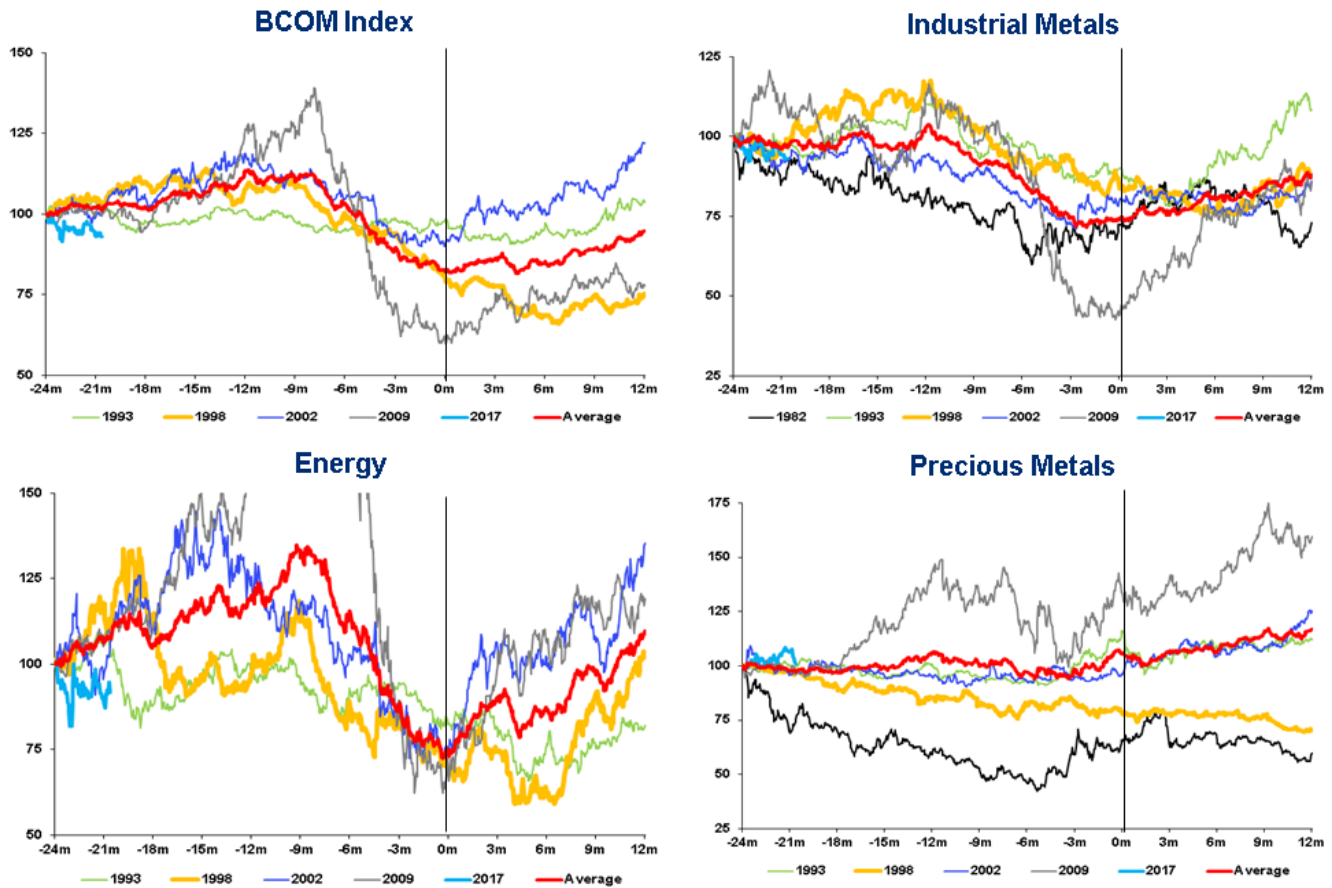 BCOM Index
150
125
100
75
50
-24m -21m -18m -15m -12m -9m -6m -3m 0m 3m 6m 9m 12m
1993 1998 2002 2009 2017 Average
Industrial Metals
125
100
75
50
25
-24m -21m -18m -15m -12m -9m -6m -3m 0m 3m 6m 9m 12m
1982 1993 1998 2002 2009 2017 Average
Energy
150
125
100
75
50
-24m -21m -18m -15m -12m -9m -6m -3m 0m 3m 6m 9m 12m
1993 1998 2002 2009 2017 Average
Precious Metals
175
150
125
100
75
50
25
-24m -21m -18m -15m -12m -9m -6m -3m 0m 3m 6m 9m 12m
1993 1998 2002 2009 2017 Average